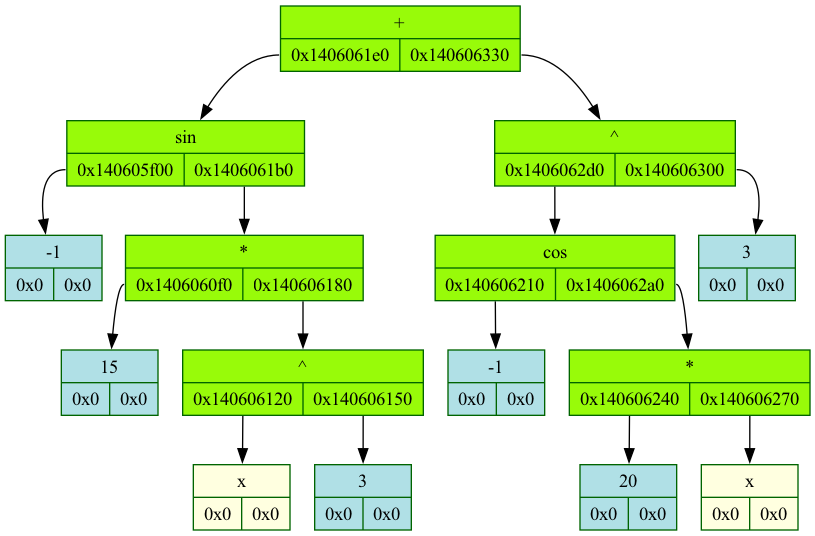 +
0x1406061e0 0x140606330
sin
0x140605f00 0x1406061b0
^
0x1406062d0 0x140606300
-1
0x0 0x0
*
0x1406060f0 0x140606180
cos
0x140606210 0x1406062a0
3
0x0 0x0
15
0x0 0x0
^
0x140606120 0x140606150
-1
0x0 0x0
*
0x140606240 0x140606270
x
0x0 0x0
3
0x0 0x0
20
0x0 0x0
x
0x0 0x0